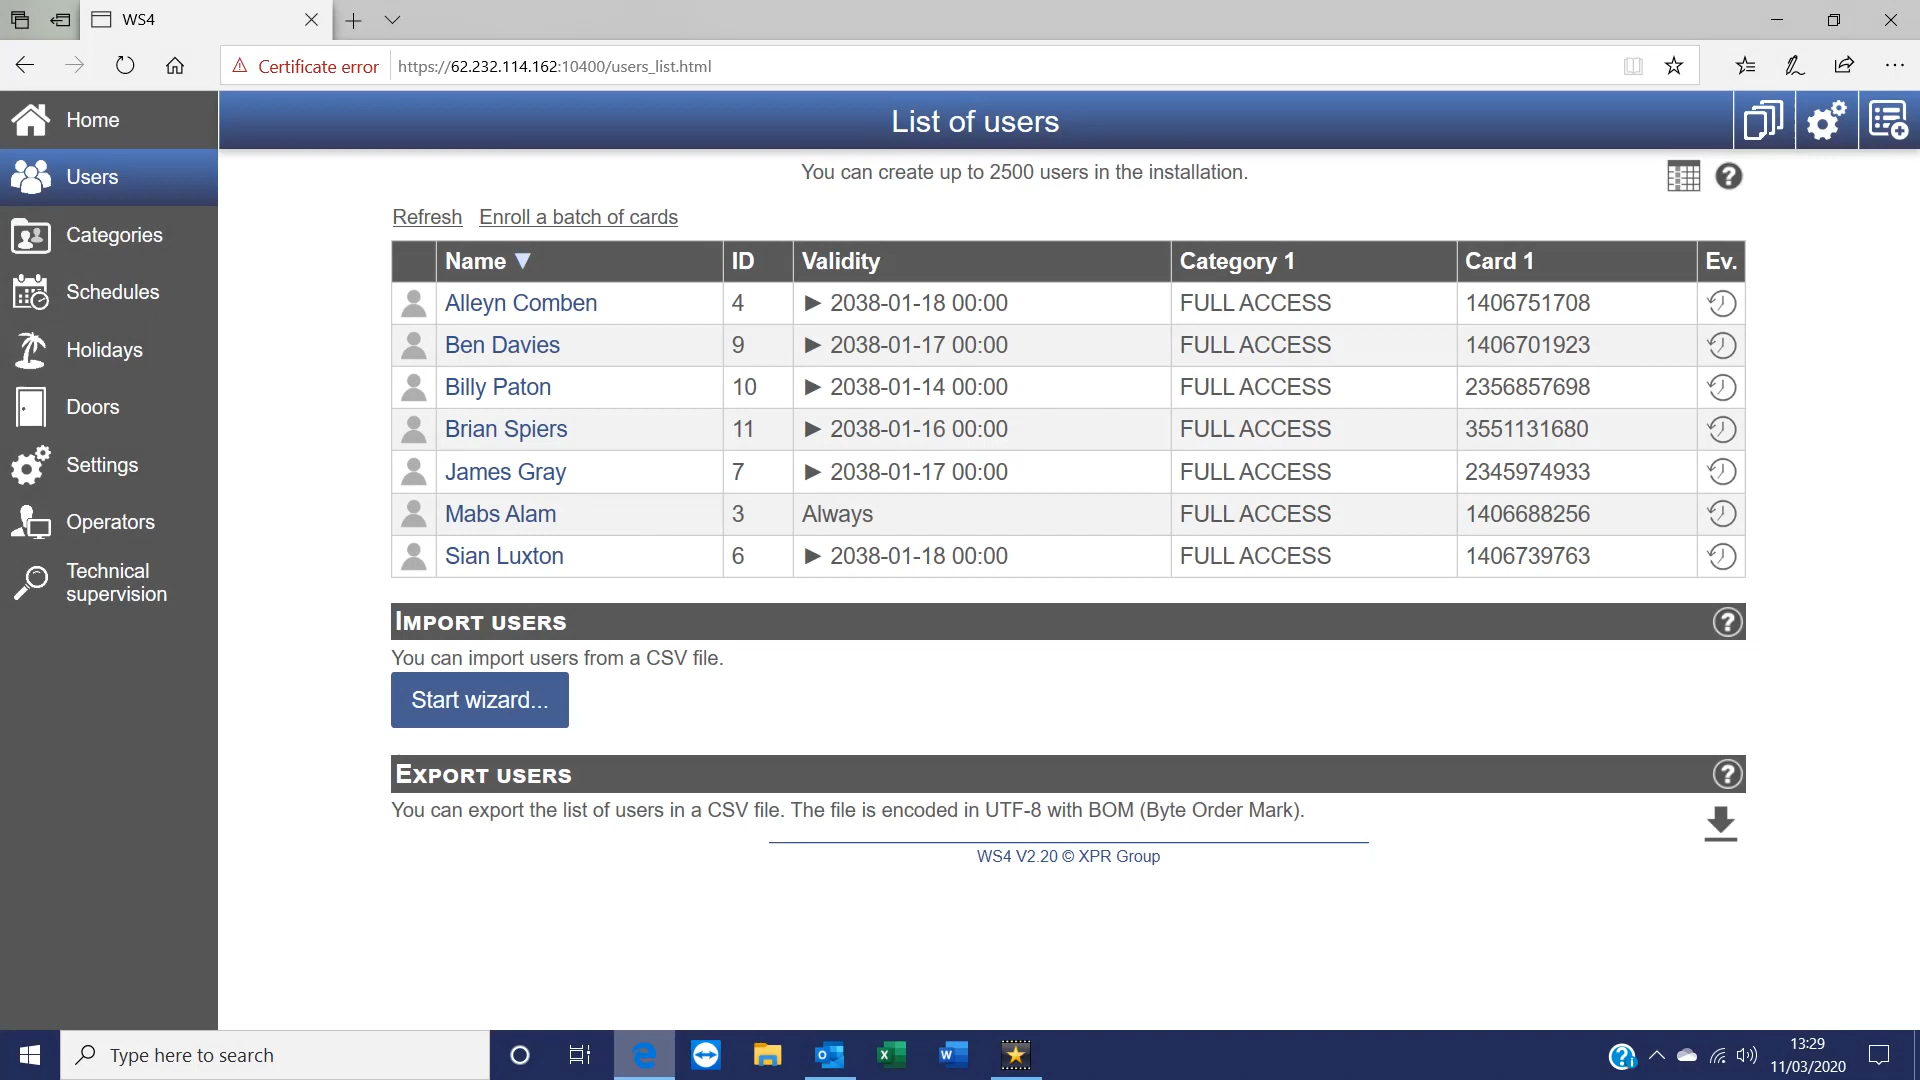 WS4
Certificate error https://62.232.114.162:10400/users_list.html
Home
Users
Categories
Schedules
Holidays
Doors
Settings
Operators
Technical
supervision
List of users
You can create up to 2500 users in the installation.
Refresh Enroll a batch of cards
Name ▼ ID Validity Category 1 Card 1 Ev.
Alleyn Comben 4 ► 2038-01-18 00:00 FULL ACCESS 1406751708
Ben Davies 9 ► 2038-01-17 00:00 FULL ACCESS 1406701923
Billy Paton 10 ► 2038-01-14 00:00 FULL ACCESS 2356857698
Brian Spiers 11 ► 2038-01-16 00:00 FULL ACCESS 3551131680
James Gray 7 ► 2038-01-17 00:00 FULL ACCESS 2345974933
Mabs Alam 3 Always FULL ACCESS 1406688256
Sian Luxton 6 ► 2038-01-18 00:00 FULL ACCESS 1406739763
IMPORT USERS
You can import users from a CSV file.
Start wizard...
EXPORT USERS
You can export the list of users in a CSV file. The file is encoded in UTF-8 with BOM (Byte Order Mark).
WS4 V2.20 © XPR Group
Type here to search
13:29
11/03/2020